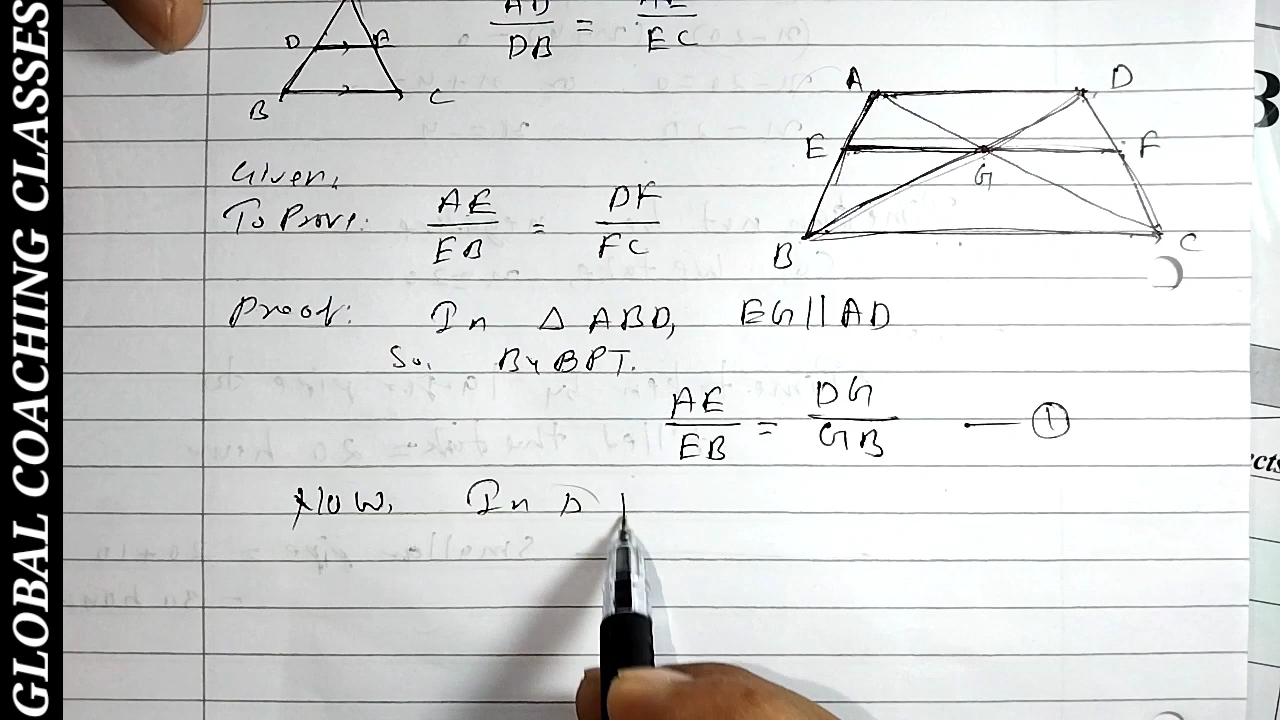 GLOBAL COACHING CLASSES
AD/DB = AE/EC
D E
B C
A D
E F
G
B C
Given,
To Prove: AE/EB = DF/FC
Proof: In Δ ABD, EG||AD
So, By BPT.
AE/EB = DG/GB — ①
Now, In Δ